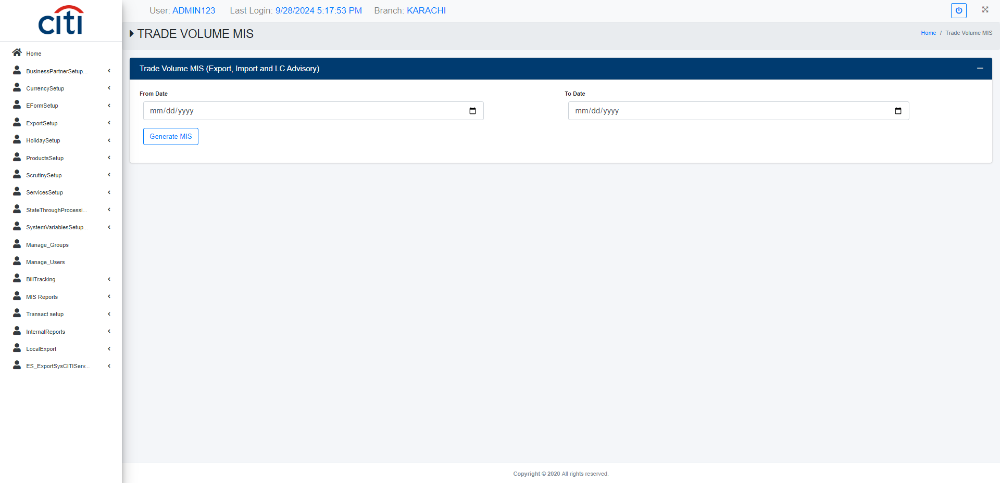 citi
User: ADMIN123 Last Login: 9/28/2024 5:17:53 PM Branch: KARACHI
TRADE VOLUME MIS
Home / Trade Volume MIS
Home
BusinessPartnerSetup...
CurrencySetup
EFormSetup
ExportSetup
HolidaySetup
ProductsSetup
ScrutinySetup
ServicesSetup
StateThroughProcessi...
SystemVariablesSetup...
Manage_Groups
Manage_Users
BillTracking
MIS Reports
Transact setup
InternalReports
LocalExport
ES_ExportSysCITIServ...
Trade Volume MIS (Export, Import and LC Advisory)
From Date
mm/dd/yyyy
To Date
mm/dd/yyyy
Generate MIS
Copyright © 2020 All rights reserved.